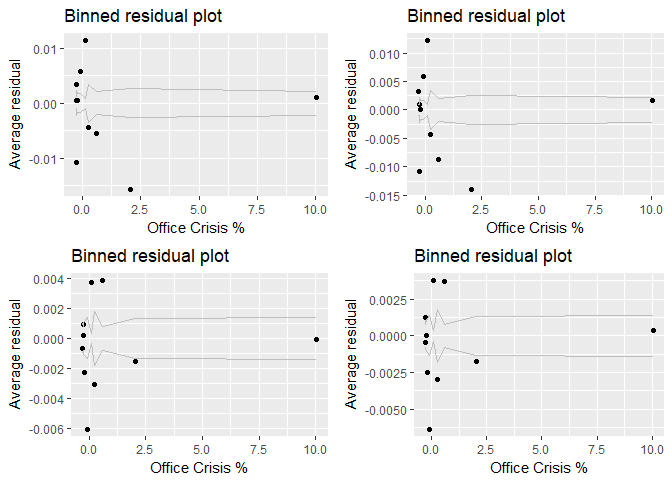 Binned residual plot
0.01
0.00
-0.01
Average residual
0.0 2.5 5.0 7.5 10.0
Office Crisis %
Binned residual plot
0.010
0.005
0.000
-0.005
-0.010
-0.015
Average residual
0.0 2.5 5.0 7.5 10.0
Office Crisis %
Binned residual plot
0.004
0.002
0.000
-0.002
-0.004
-0.006
Average residual
0.0 2.5 5.0 7.5 10.0
Office Crisis %
Binned residual plot
0.0025
0.0000
-0.0025
-0.0050
Average residual
0.0 2.5 5.0 7.5 10.0
Office Crisis %